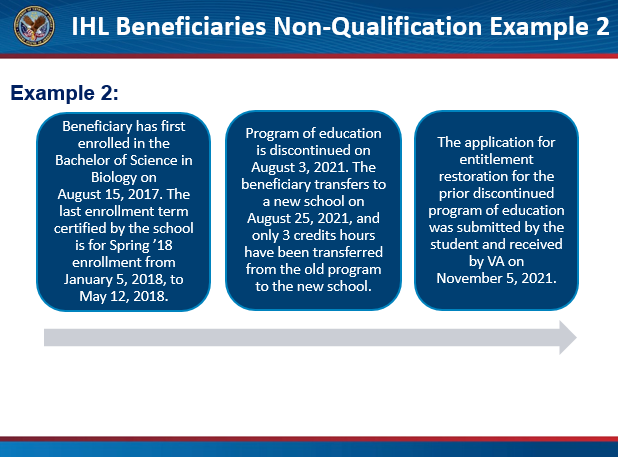 IHL Beneficiaries Non-Qualification Example 2
Example 2:
Beneficiary has first
enrolled in the
Bachelor of Science in
Biology on
August 15, 2017. The
last enrollment term
certified by the school
is for Spring ’18
enrollment from
January 5, 2018, to
May 12, 2018.
Program of education
is discontinued on
August 3, 2021. The
beneficiary transfers to
a new school on
August 25, 2021, and
only 3 credits hours
have been transferred
from the old program
to the new school.
The application for
entitlement
restoration for the
prior discontinued
program of education
was submitted by the
student and received
by VA on
November 5, 2021.